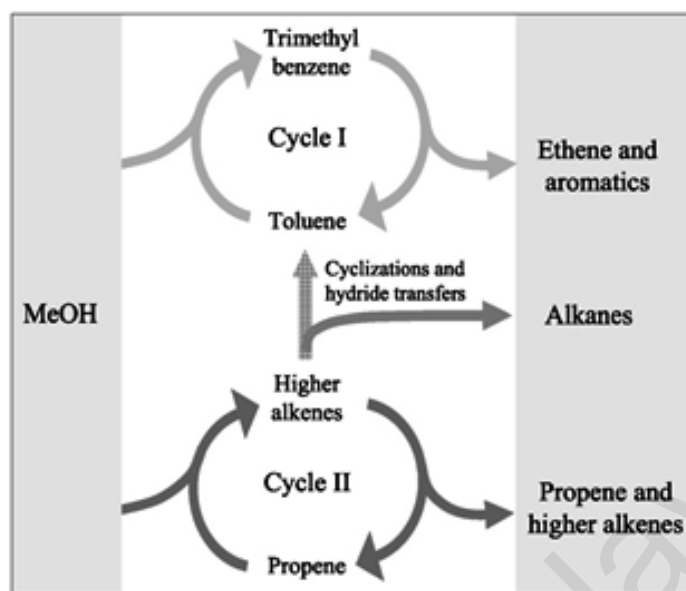 Trimethyl
benzene
Cycle I
Ethene and
aromatics
Toluene
Cyclizations and
hydride transfers
MeOH
Alkanes
Higher
alkenes
Cycle II
Propene and
higher alkenes
Propene